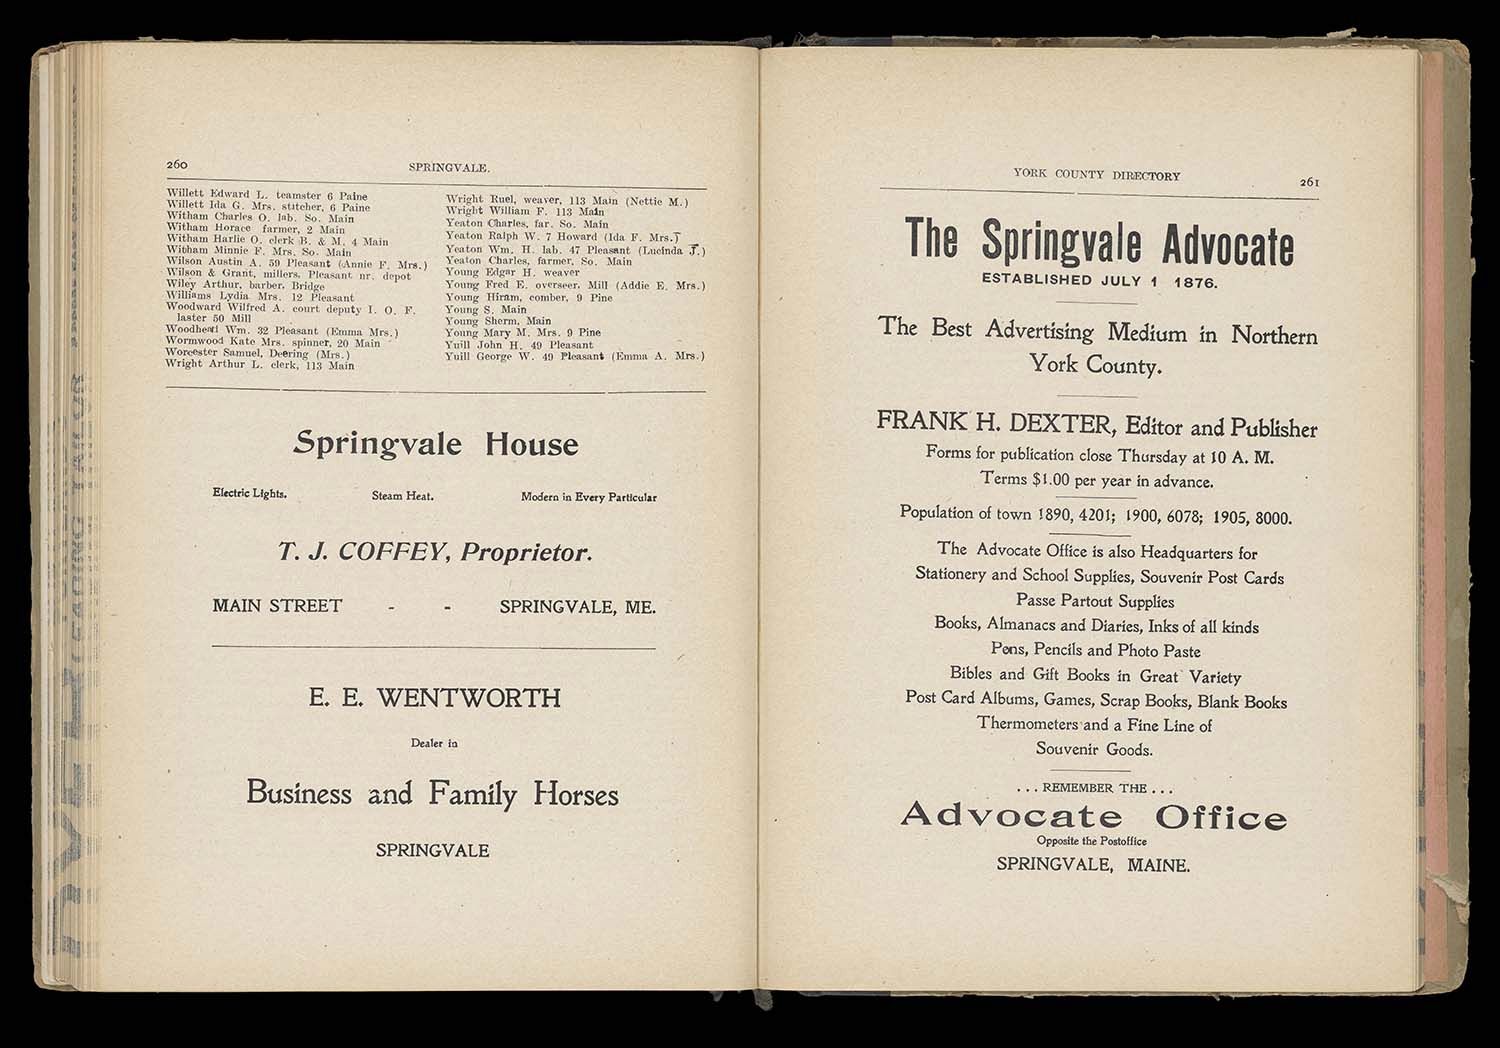 260
SPRINGVALE.
Willett Edward L. teamster 6 Paine
Willett Ida G. Mrs. stitcher, 6 Paine
Witham Charles O. lab. So. Main
Witham Horace farmer, 2 Main
Witham Harlie O. clerk B. & M. 4 Main
Witham Minnie F. Mrs. So. Main
Wilson Austin A. 59 Pleasant (Annie F. Mrs.)
Wilson & Grant, millers, Pleasant nr. depot
Wiley Arthur, barber, Bridge
Williams Lydia Mrs. 12 Pleasant
Woodward Wilfred A. court deputy I. O. F.
laster 50 Mill
Woodhead Wm. 32 Pleasant (Emma Mrs.)
Wormwood Kate Mrs. spinner, 20 Main
Worcester Samuel, Deering (Mrs.)
Wright Arthur L. clerk, 113 Main
Wright Ruel, weaver, 113 Main (Nettie M.)
Wright William F. 113 Main
Yeaton Charles, far. So. Main
Yeaton Ralph W. 7 Howard (Ida F. Mrs.)
Yeaton Wm. H. lab. 47 Pleasant (Lucinda J.)
Yeaton Charles, farmer, So. Main
Young Edgar H. weaver
Young Fred E. overseer, Mill (Addie E. Mrs.)
Young Hiram, comber, 9 Pine
Young S. Main
Young Sherm, Main
Young Mary M. Mrs. 9 Pine
Yuill John H. 49 Pleasant
Yuill George W. 49 Pleasant (Emma A. Mrs.)
Springvale House
Electric Lights. Steam Heat. Modern in Every Particular
T. J. COFFEY, Proprietor.
MAIN STREET - - SPRINGVALE, ME.
E. E. WENTWORTH
Dealer in
Business and Family Horses
SPRINGVALE
YORK COUNTY DIRECTORY
261
The Springvale Advocate
ESTABLISHED JULY 1 1876.
The Best Advertising Medium in Northern
York County.
FRANK H. DEXTER, Editor and Publisher
Forms for publication close Thursday at 10 A. M.
Terms $1.00 per year in advance.
Population of town 1890, 4201; 1900, 6078; 1905, 8000.
The Advocate Office is also Headquarters for
Stationery and School Supplies, Souvenir Post Cards
Passe Partout Supplies
Books, Almanacs and Diaries, Inks of all kinds
Pens, Pencils and Photo Paste
Bibles and Gift Books in Great Variety
Post Card Albums, Games, Scrap Books, Blank Books
Thermometers and a Fine Line of
Souvenir Goods.
. . . REMEMBER THE . . .
Advocate Office
Opposite the Postoffice
SPRINGVALE, MAINE.